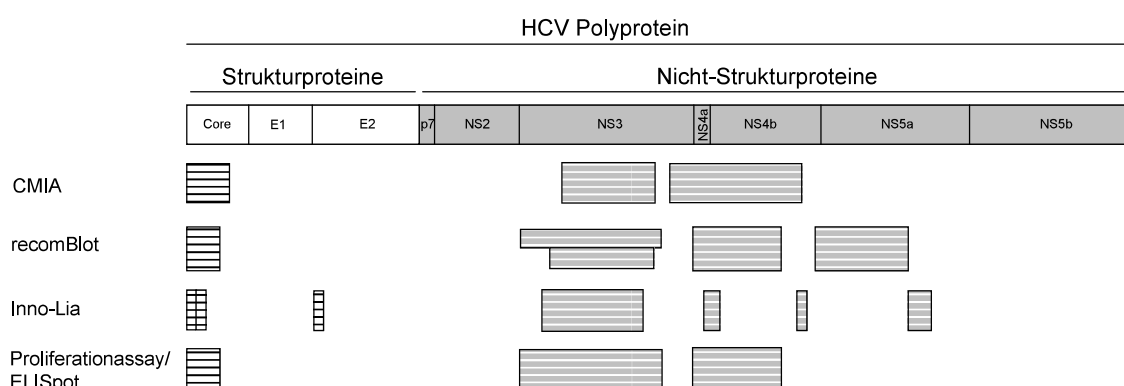 HCV Polyprotein
Strukturproteine Nicht-Strukturproteine
Core E1 E2 p7 NS2 NS3 NS4a NS4b NS5a NS5b
CMIA
recomBlot
Inno-Lia
Proliferationassay/
ELISpot